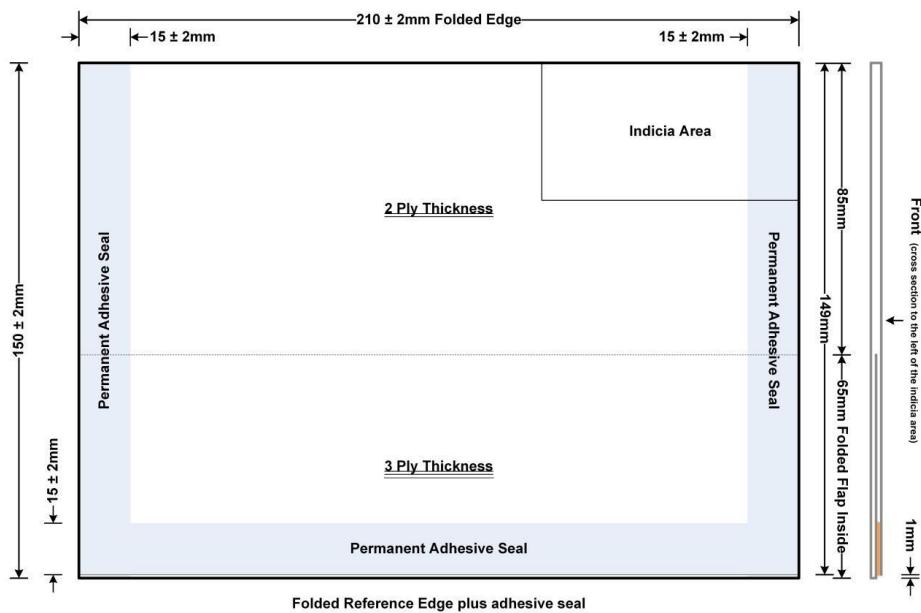 210 ± 2mm Folded Edge
15 ± 2mm
15 ± 2mm
Indicia Area
2 Ply Thickness
Permanent Adhesive Seal
Permanent Adhesive Seal
150 ± 2mm
85mm
149mm
Front (cross section to the left of the indicia area)
65mm Folded Flap Inside
3 Ply Thickness
15 ± 2mm
1mm
Permanent Adhesive Seal
Folded Reference Edge plus adhesive seal